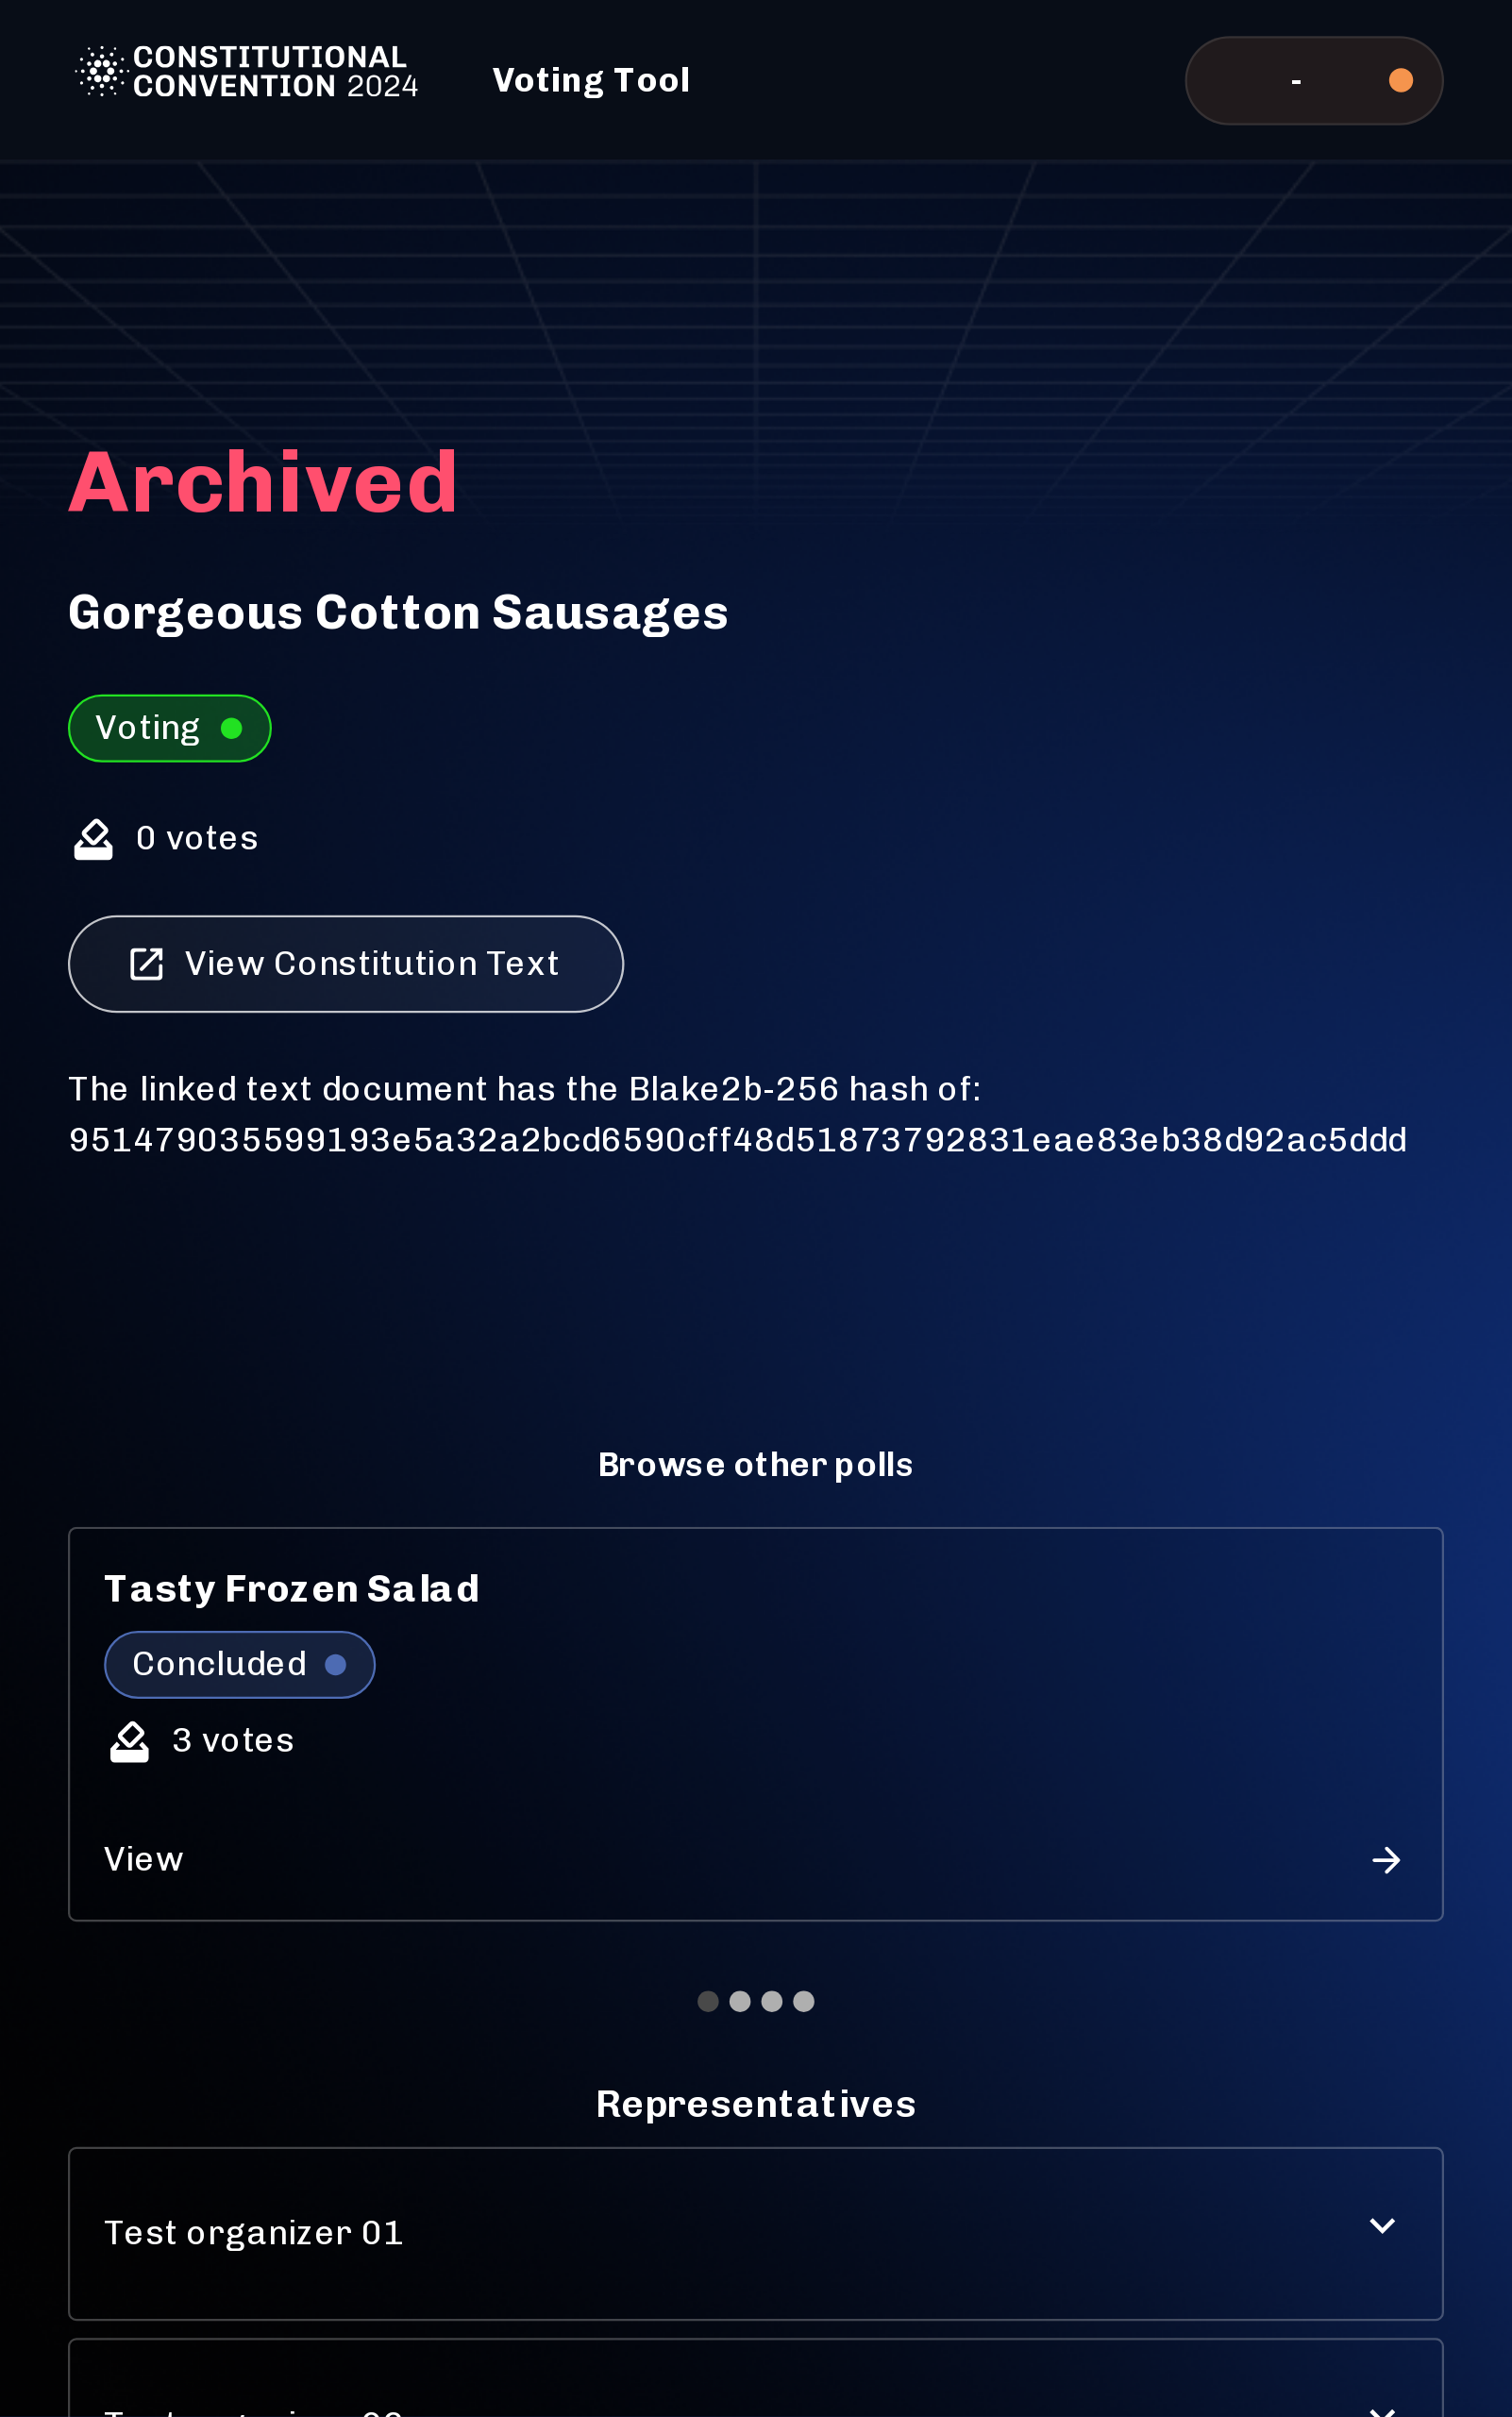 CONSTITUTIONAL
CONVENTION 2024
Voting Tool
-
Archived
Gorgeous Cotton Sausages
Voting
0 votes
View Constitution Text
The linked text document has the Blake2b-256 hash of:
951479035599193e5a32a2bcd6590cff48d51873792831eae83eb38d92ac5ddd
Browse other polls
Tasty Frozen Salad
Concluded
3 votes
View
Representatives
Test organizer 01